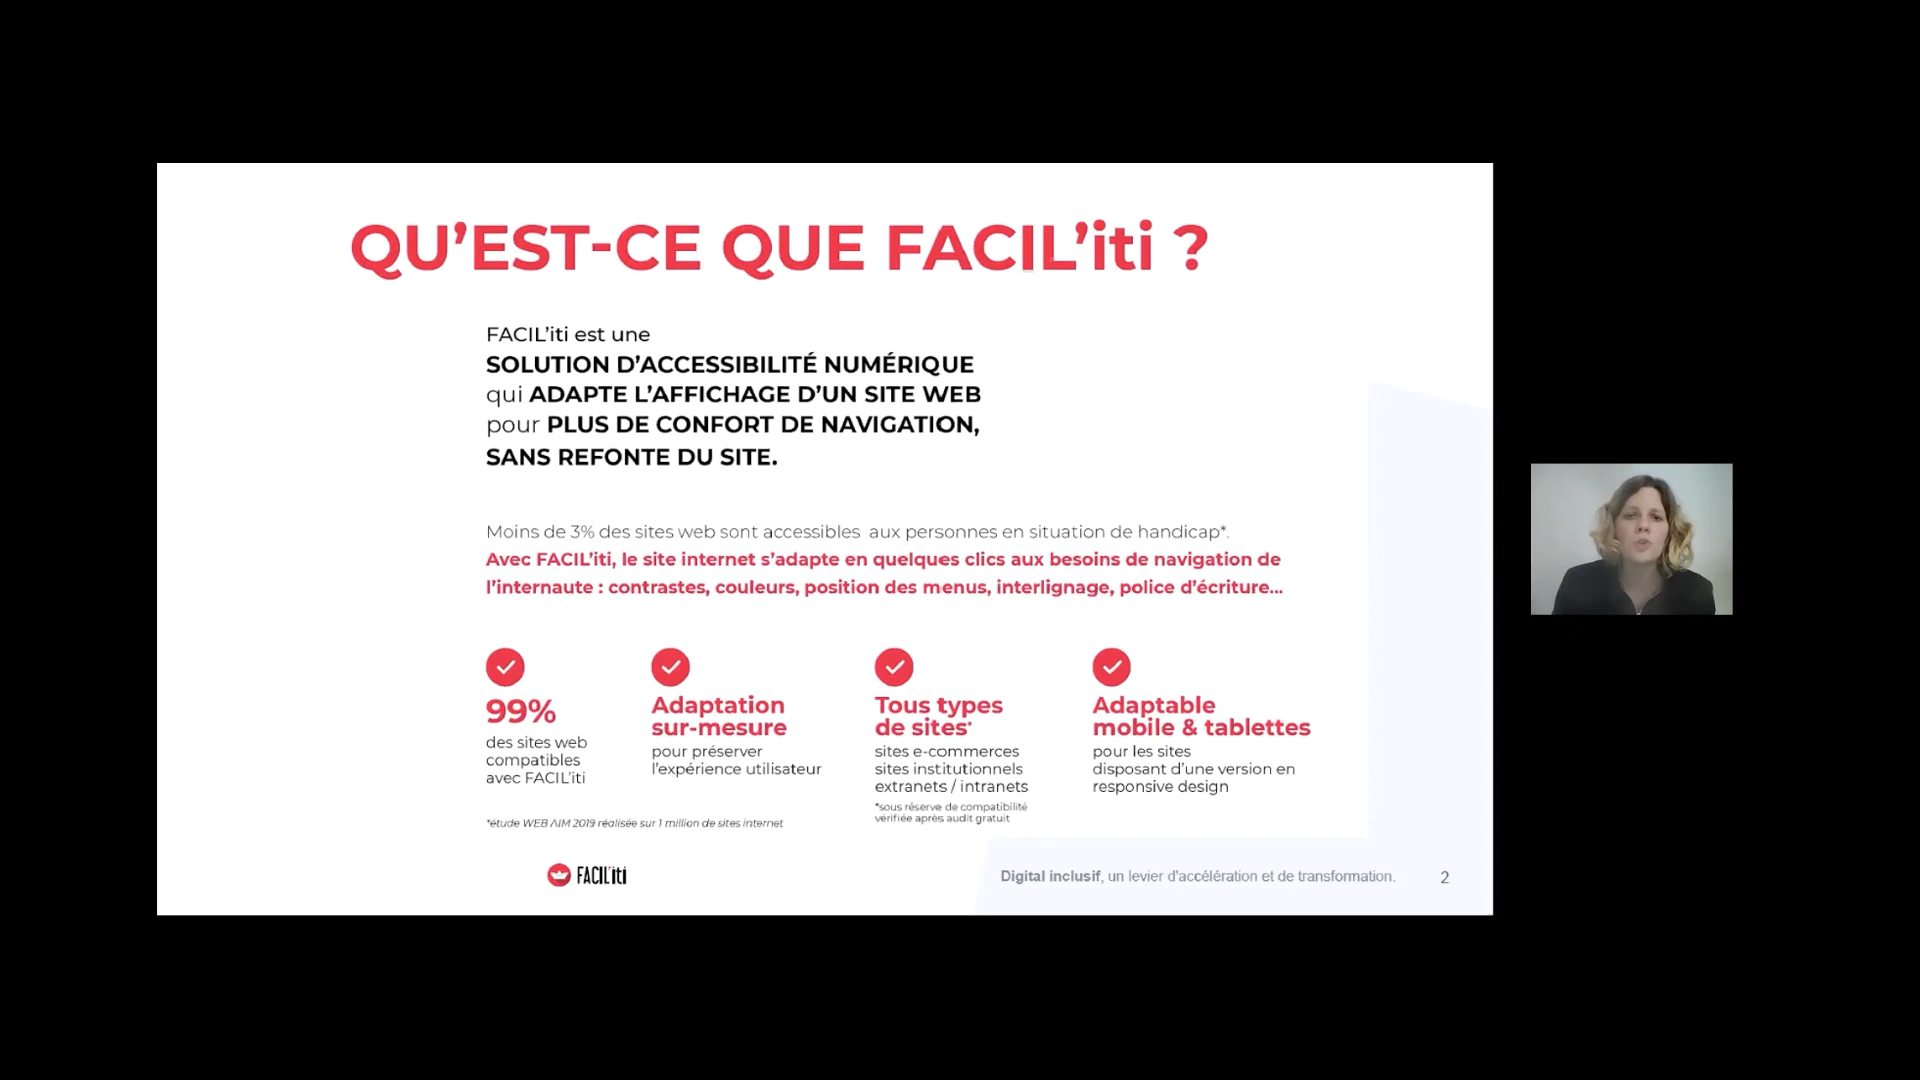 QU’EST-CE QUE FACIL’iti ?
FACIL’iti est une
SOLUTION D’ACCESSIBILITÉ NUMÉRIQUE
qui ADAPTE L’AFFICHAGE D’UN SITE WEB
pour PLUS DE CONFORT DE NAVIGATION,
SANS REFONTE DU SITE.
Moins de 3% des sites web sont accessibles aux personnes en situation de handicap*.
Avec FACIL’iti, le site internet s’adapte en quelques clics aux besoins de navigation de
l’internaute : contrastes, couleurs, position des menus, interlignage, police d’écriture...
99%
des sites web
compatibles
avec FACIL’iti
Adaptation
sur-mesure
pour préserver
l’expérience utilisateur
Tous types
de sites*
sites e-commerces
sites institutionnels
extranets / intranets
*sous réserve de compatibilité
vérifiée après audit gratuit
Adaptable
mobile & tablettes
pour les sites
disposant d’une version en
responsive design
*étude WEB AIM 2019 réalisée sur 1 million de sites internet
FACIL’iti
Digital inclusif, un levier d'accélération et de transformation.
2